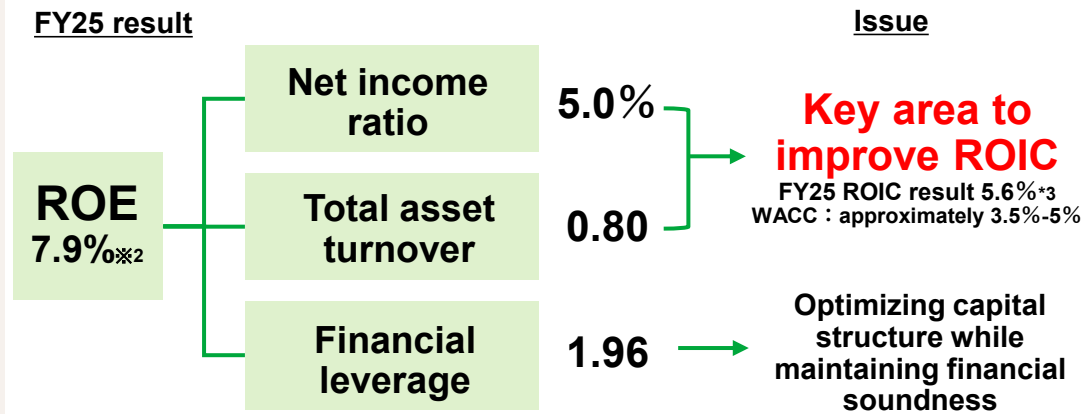 FY25 result
Issue
ROE
7.9%※2
Net income
ratio
5.0%
Total asset
turnover
0.80
Financial
leverage
1.96
Key area to
improve ROIC
FY25 ROIC result 5.6%*3
WACC：approximately 3.5%-5%
Optimizing capital
structure while
maintaining financial
soundness